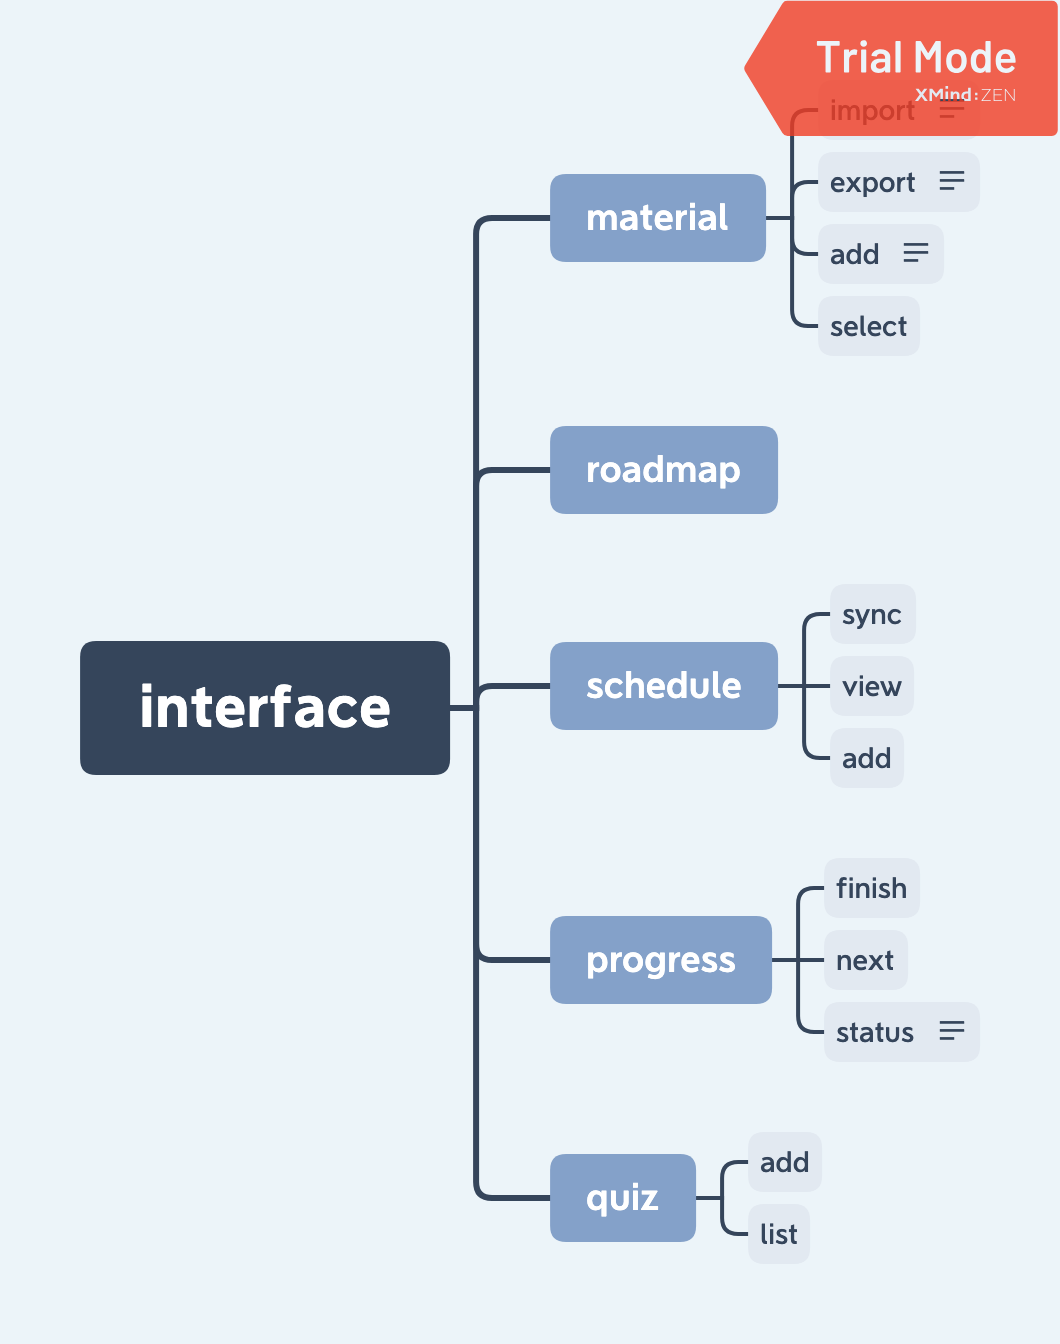 Trial Mode
XMind:ZEN
import
export
material
add
select
roadmap
sync
schedule
view
interface
add
finish
progress
next
status
add
quiz
list